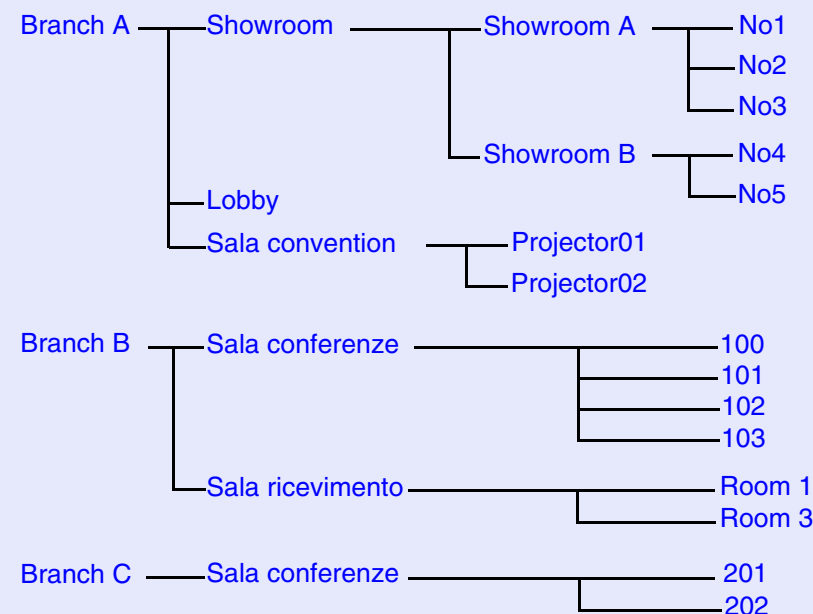 Branch A Showroom Showroom A No1
No2
No3
Showroom B No4
No5
Lobby
Sala convention Projector01
Projector02
Branch B Sala conferenze 100
101
102
103
Sala ricevimento Room 1
Room 3
Branch C Sala conferenze 201
202